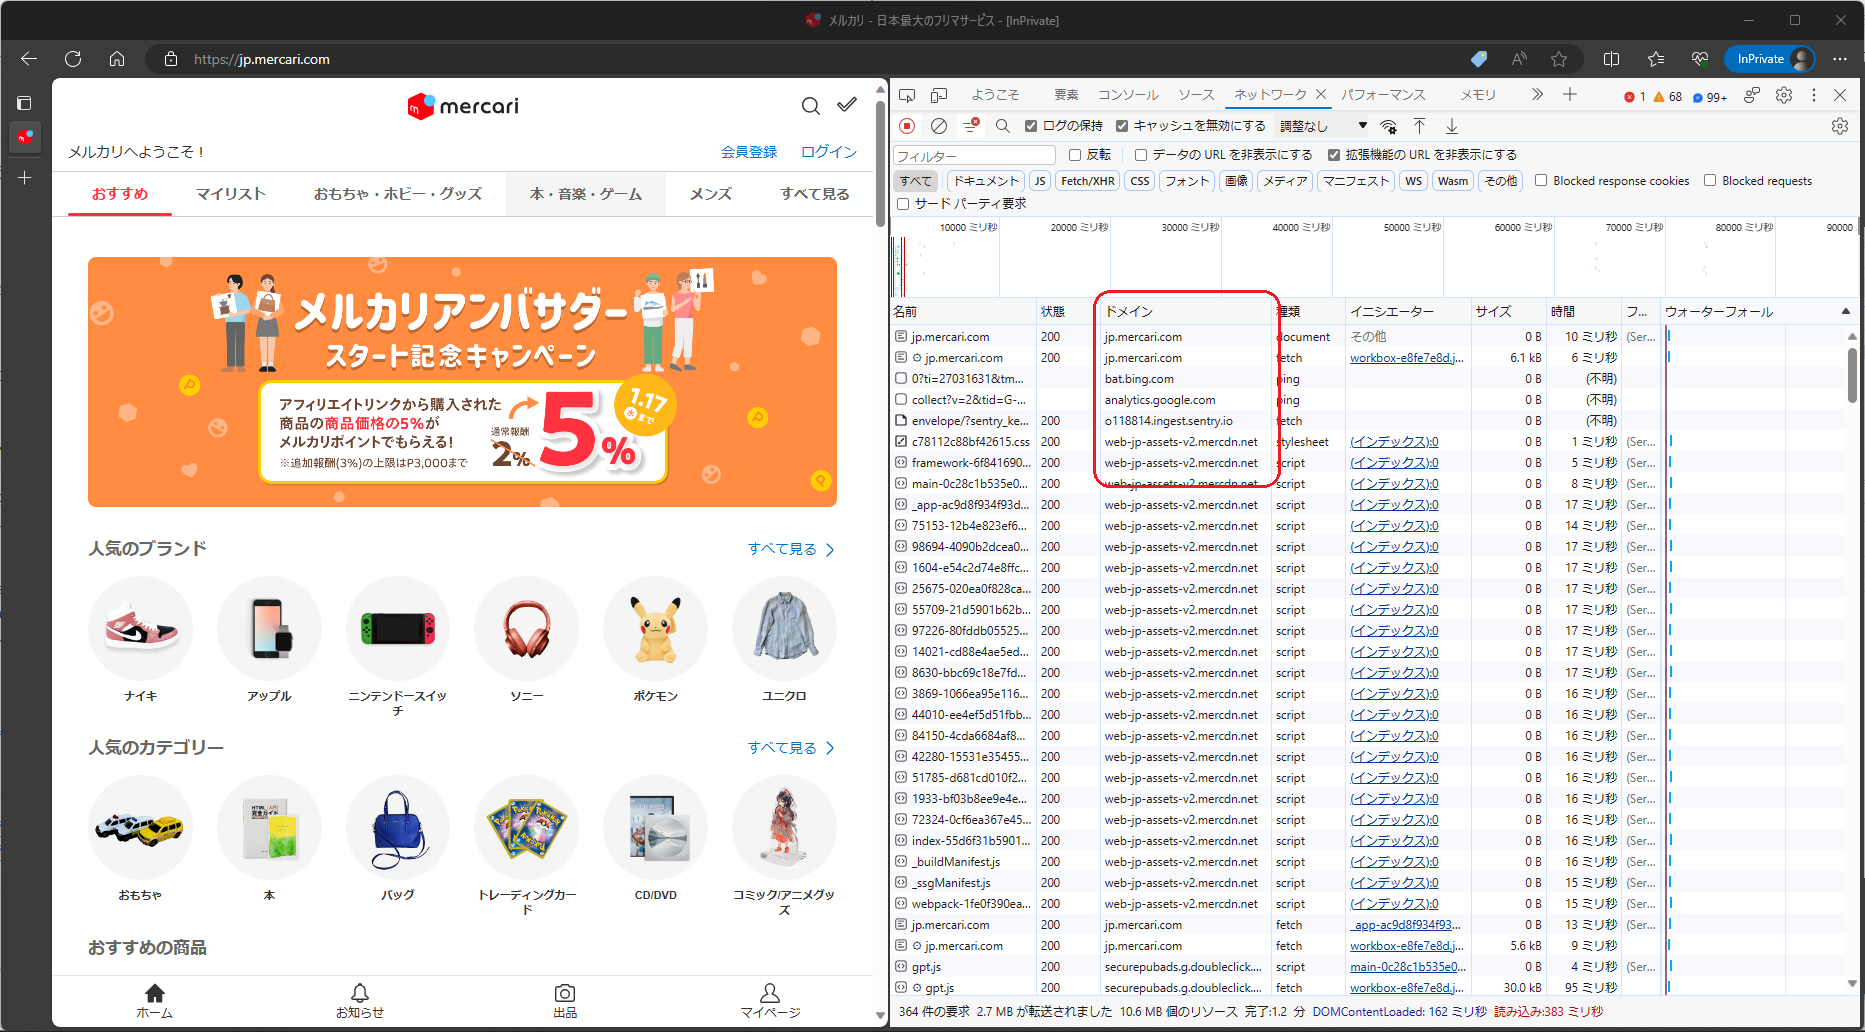 メルカリ - 日本最大のフリマサービス - [InPrivate]
https://jp.mercari.com
InPrivate
mercari
メルカリへようこそ！
会員登録 ログイン
おすすめ マイリスト おもちゃ・ホビー・グッズ 本・音楽・ゲーム メンズ すべて見る
メルカリアンバサダー
スタート記念キャンペーン
アフィリエイトリンクから購入された
商品の商品価格の5%が
メルカリポイントでもらえる!
※追加報酬(3%)の上限はP3,000まで
通常報酬
2%
5%
1.17
※まで
人気のブランド すべて見る
ナイキ アップル ニンテンドースイッチ ソニー ポケモン ユニクロ
人気のカテゴリー すべて見る
おもちゃ 本 バッグ トレーディングカード CD/DVD コミック/アニメグッズ
おすすめの商品
ホーム お知らせ 出品 マイページ
ようこそ 要素 コンソール ソース ネットワーク パフォーマンス メモリ 1 68 99+
ログの保持 キャッシュを無効にする 調整なし
フィルター 反転 データの URL を非表示にする 拡張機能の URL を非表示にする
すべて ドキュメント JS Fetch/XHR CSS フォント 画像 メディア マニフェスト WS Wasm その他 Blocked response cookies Blocked requests
サード パーティ要求
10000 ミリ秒 20000 ミリ秒 30000 ミリ秒 40000 ミリ秒 50000 ミリ秒 60000 ミリ秒 70000 ミリ秒 80000 ミリ秒 90000
名前 状態 ドメイン 種類 イニシエーター サイズ 時間 フ... ウォーターフォール
jp.mercari.com 200 jp.mercari.com document その他 0 B 10 ミリ秒 (Ser...
jp.mercari.com 200 jp.mercari.com fetch workbox-e8fe7e8d.j... 6.1 kB 6 ミリ秒
0?ti=27031631&tm... bat.bing.com ping 0 B (不明)
collect?v=2&tid=G-... analytics.google.com ping 0 B (不明)
envelope/?sentry_ke... 200 o118814.ingest.sentry.io fetch 0 B (不明)
c78112c88bf42615.css 200 web-jp-assets-v2.mercdn.net stylesheet (インデックス):0 0 B 1 ミリ秒 (Ser...
framework-6f841690... 200 web-jp-assets-v2.mercdn.net script (インデックス):0 0 B 5 ミリ秒 (Ser...
main-0c28c1b535e0... 200 web-jp-assets-v2.mercdn.net script (インデックス):0 0 B 8 ミリ秒 (Ser...
_app-ac9d8f934f93d... 200 web-jp-assets-v2.mercdn.net script (インデックス):0 0 B 17 ミリ秒 (Ser...
75153-12b4e823ef6... 200 web-jp-assets-v2.mercdn.net script (インデックス):0 0 B 14 ミリ秒 (Ser...
98694-4090b2dcea0... 200 web-jp-assets-v2.mercdn.net script (インデックス):0 0 B 17 ミリ秒 (Ser...
1604-e54c2d74e8ffc... 200 web-jp-assets-v2.mercdn.net script (インデックス):0 0 B 17 ミリ秒 (Ser...
25675-020ea0f828ca... 200 web-jp-assets-v2.mercdn.net script (インデックス):0 0 B 17 ミリ秒 (Ser...
55709-21d5901b62b... 200 web-jp-assets-v2.mercdn.net script (インデックス):0 0 B 17 ミリ秒 (Ser...
97226-80fddb05525... 200 web-jp-assets-v2.mercdn.net script (インデックス):0 0 B 17 ミリ秒 (Ser...
14021-cd88e4ae5ed... 200 web-jp-assets-v2.mercdn.net script (インデックス):0 0 B 17 ミリ秒 (Ser...
8630-bbc69c18e7fd... 200 web-jp-assets-v2.mercdn.net script (インデックス):0 0 B 17 ミリ秒 (Ser...
3869-1066ea95e116... 200 web-jp-assets-v2.mercdn.net script (インデックス):0 0 B 16 ミリ秒 (Ser...
44010-ee4ef5d51fbb... 200 web-jp-assets-v2.mercdn.net script (インデックス):0 0 B 16 ミリ秒 (Ser...
84150-4cda6684af8... 200 web-jp-assets-v2.mercdn.net script (インデックス):0 0 B 16 ミリ秒 (Ser...
42280-15531e35455... 200 web-jp-assets-v2.mercdn.net script (インデックス):0 0 B 16 ミリ秒 (Ser...
51785-d681cd010f2... 200 web-jp-assets-v2.mercdn.net script (インデックス):0 0 B 16 ミリ秒 (Ser...
1933-bf03b8ee9e4e... 200 web-jp-assets-v2.mercdn.net script (インデックス):0 0 B 16 ミリ秒 (Ser...
72324-0cf6ea367e45... 200 web-jp-assets-v2.mercdn.net script (インデックス):0 0 B 16 ミリ秒 (Ser...
index-55d6f31b5901... 200 web-jp-assets-v2.mercdn.net script (インデックス):0 0 B 16 ミリ秒 (Ser...
_buildManifest.js 200 web-jp-assets-v2.mercdn.net script (インデックス):0 0 B 16 ミリ秒 (Ser...
_ssgManifest.js 200 web-jp-assets-v2.mercdn.net script (インデックス):0 0 B 15 ミリ秒 (Ser...
webpack-1fe0f390ea... 200 web-jp-assets-v2.mercdn.net script (インデックス):0 0 B 15 ミリ秒 (Ser...
jp.mercari.com 200 jp.mercari.com fetch _app-ac9d8f934f93... 0 B 13 ミリ秒 (Ser...
jp.mercari.com 200 jp.mercari.com fetch workbox-e8fe7e8d.j... 5.6 kB 9 ミリ秒
gpt.js 200 securepubads.g.doubleclick.... script main-0c28c1b535e0... 0 B 4 ミリ秒 (Ser...
gpt.js 200 securepubads.g.doubleclick.... fetch workbox-e8fe7e8d.j... 30.0 kB 95 ミリ秒
364 件の要求 2.7 MB が転送されました 10.6 MB 個のリソース 完了:1.2 分 DOMContentLoaded: 162 ミリ秒 読み込み:383 ミリ秒